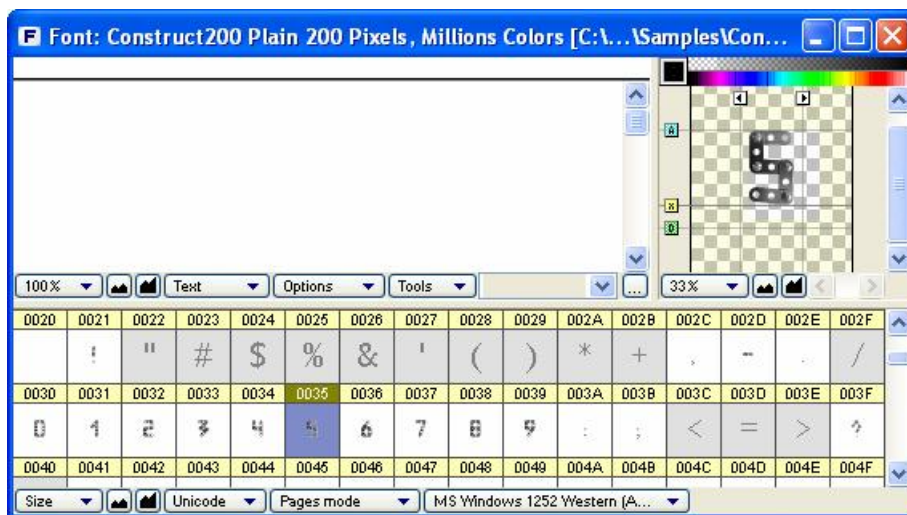 F Font: Construct200 Plain 200 Pixels, Millions Colors [C:\...\Samples\Con...
A
x
D
5
100% Text Options Tools ... 33%
0020 0021 0022 0023 0024 0025 0026 0027 0028 0029 002A 002B 002C 002D 002E 002F
! " # $ % & ' ( ) * + , - . /
0030 0031 0032 0033 0034 0035 0036 0037 0038 0039 003A 003B 003C 003D 003E 003F
0 1 2 3 4 5 6 7 8 9 : ; < = > ?
0040 0041 0042 0043 0044 0045 0046 0047 0048 0049 004A 004B 004C 004D 004E 004F
Size Unicode Pages mode MS Windows 1252 Western (A...